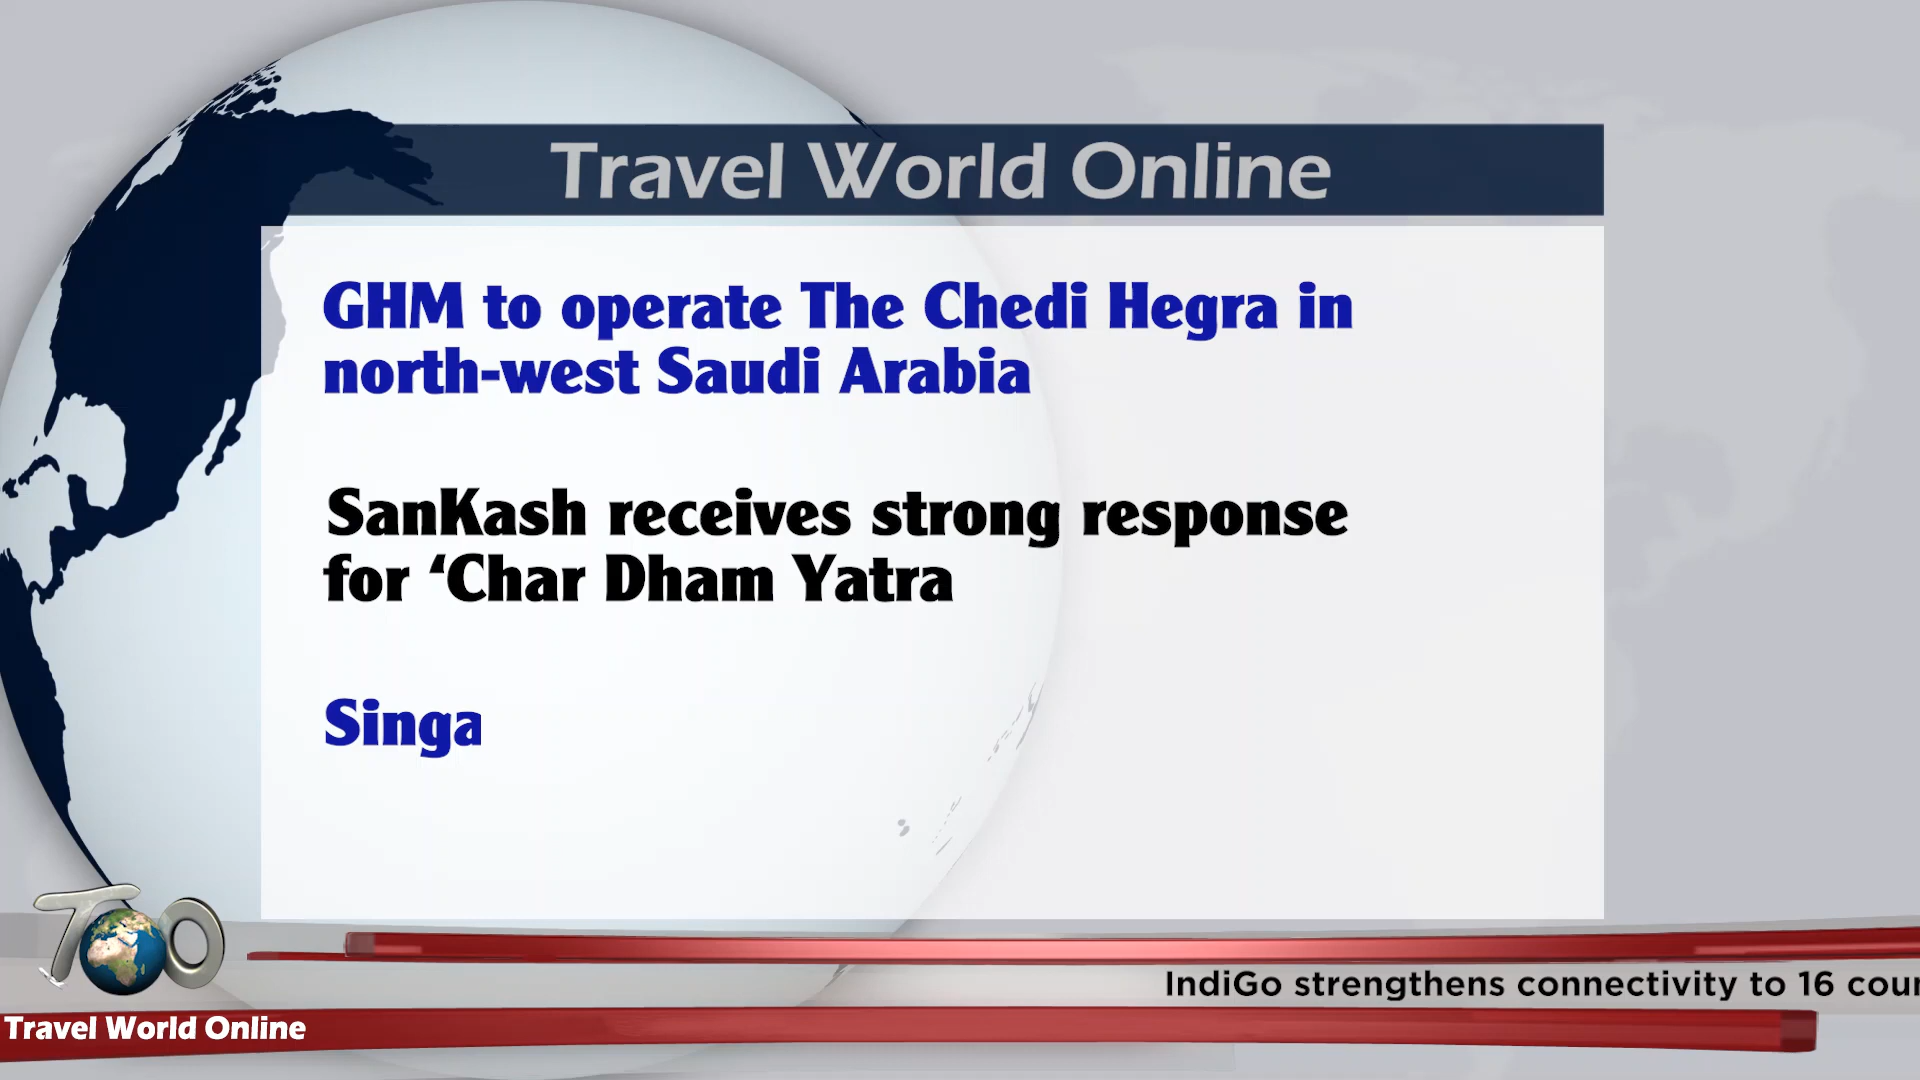 Travel World Online
GHM to operate The Chedi Hegra in
north-west Saudi Arabia
SanKash receives strong response
for ‘Char Dham Yatra
Singa
IndiGo strengthens connectivity to 16 coun
Travel World Online